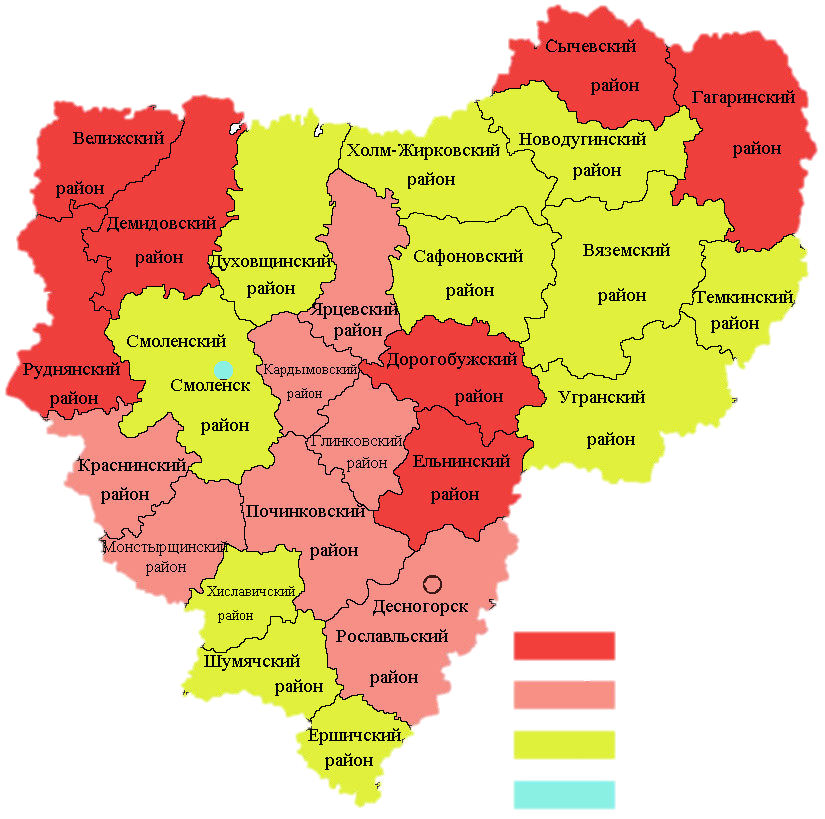 Сычевский
район
Гагаринский
район
Велижский
район
Холм-Жирковский
район
Новодугинский
район
Демидовский
район
Духовщинский
район
Сафоновский
район
Вяземский
район
Темкинский
район
Ярцевский
район
Смоленский
Смоленск
район
Руднянский
район
Кардымовский
район
Дорогобужский
район
Угранский
район
Глинковский
район
Ельнинский
район
Краснинский
район
Починковский
район
Монстырщинский
район
Хиславичский
район
Десногорск
Рославльский
район
Шумячский
район
Ершичский
район